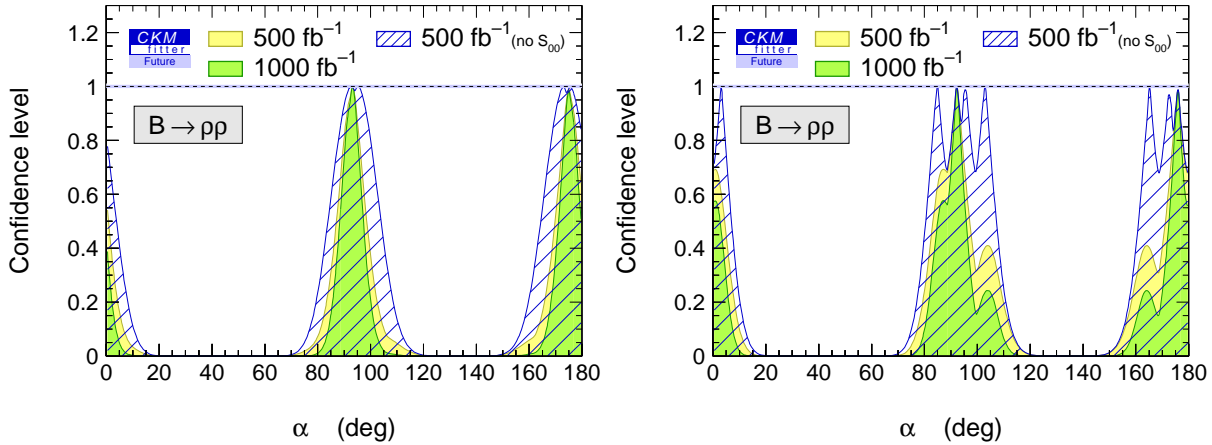 CKM
fitter
Future
500 fb⁻¹
500 fb⁻¹(no S₀₀)
1000 fb⁻¹
B → ρρ
Confidence level
1
0.8
0.6
0.4
0.2
0
0 20 40 60 80 100 120 140 160 180
α (deg)
CKM
fitter
Future
500 fb⁻¹
500 fb⁻¹(no S₀₀)
1000 fb⁻¹
B → ρρ
Confidence level
1
0.8
0.6
0.4
0.2
0
0 20 40 60 80 100 120 140 160 180
α (deg)